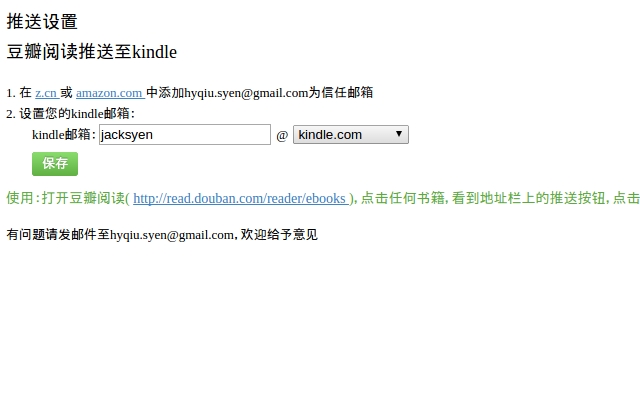 推送设置
豆瓣阅读推送至kindle
1. 在 z.cn 或 amazon.com 中添加hyqiu.syen@gmail.com为信任邮箱
2. 设置您的kindle邮箱：
kindle邮箱：jacksyen @ kindle.com
保存
使用：打开豆瓣阅读( http://read.douban.com/reader/ebooks ), 点击任何书籍, 看到地址栏上的推送按钮, 点击
有问题请发邮件至hyqiu.syen@gmail.com, 欢迎给予意见